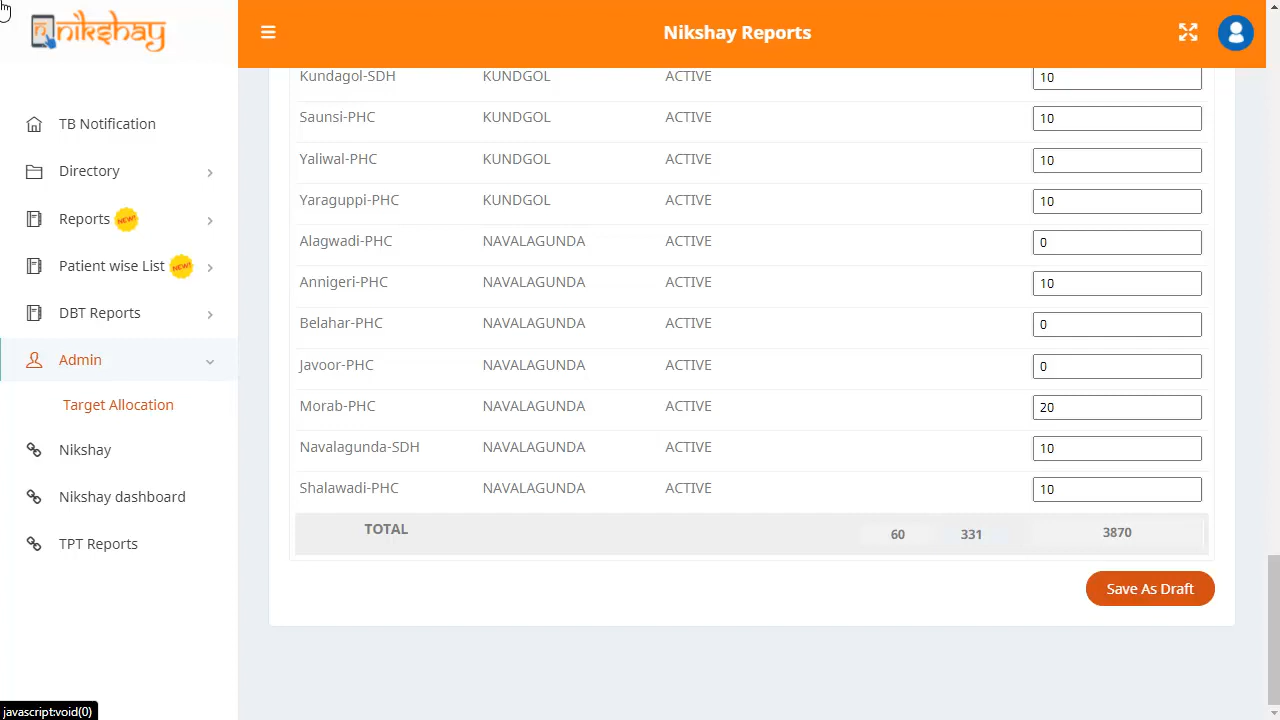 nikshay
Nikshay Reports
TB Notification
Directory
Reports NEW!
Patient wise List NEW!
DBT Reports
Admin
Target Allocation
Nikshay
Nikshay dashboard
TPT Reports
Kundagol-SDH KUNDGOL ACTIVE 10
Saunsi-PHC KUNDGOL ACTIVE 10
Yaliwal-PHC KUNDGOL ACTIVE 10
Yaraguppi-PHC KUNDGOL ACTIVE 10
Alagwadi-PHC NAVALAGUNDA ACTIVE 0
Annigeri-PHC NAVALAGUNDA ACTIVE 10
Belahar-PHC NAVALAGUNDA ACTIVE 0
Javoor-PHC NAVALAGUNDA ACTIVE 0
Morab-PHC NAVALAGUNDA ACTIVE 20
Navalagunda-SDH NAVALAGUNDA ACTIVE 10
Shalawadi-PHC NAVALAGUNDA ACTIVE 10
TOTAL 60 331 3870
Save As Draft
javascript:void(0)